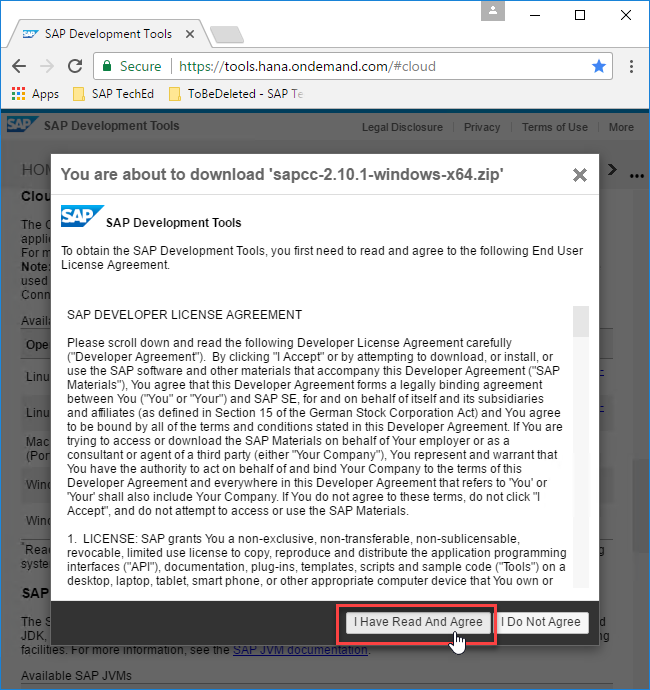 SAP Development Tools
Secure
https://tools.hana.ondemand.com/#cloud
Apps
SAP TechEd
ToBeDeleted - SAP Te
SAP
SAP Development Tools
Legal Disclosure
Privacy
Terms of Use
More
HOM
You are about to download 'sapcc-2.10.1-windows-x64.zip'
Clou
SAP
SAP Development Tools
The C
applic
For m
Note:
used
Conn
To obtain the SAP Development Tools, you first need to read and agree to the following End User
License Agreement.
Availa
Ope
Linu
Linu
Mac
(Por
Wind
Wind
SAP DEVELOPER LICENSE AGREEMENT
Please scroll down and read the following Developer License Agreement carefully
("Developer Agreement").  By clicking "I Accept" or by attempting to download, or install, or
use the SAP software and other materials that accompany this Developer Agreement ("SAP
Materials"), You agree that this Developer Agreement forms a legally binding agreement
between You ("You" or "Your") and SAP SE, for and on behalf of itself and its subsidiaries
and affiliates (as defined in Section 15 of the German Stock Corporation Act) and You agree
to be bound by all of the terms and conditions stated in this Developer Agreement. If You are
trying to access or download the SAP Materials on behalf of Your employer or as a
consultant or agent of a third party (either "Your Company"), You represent and warrant that
You have the authority to act on behalf of and bind Your Company to the terms of this
Developer Agreement and everywhere in this Developer Agreement that refers to 'You' or
'Your' shall also include Your Company. If You do not agree to these terms, do not click "I
Accept", and do not attempt to access or use the SAP Materials.
1.  LICENSE: SAP grants You a non-exclusive, non-transferable, non-sublicensable,
revocable, limited use license to copy, reproduce and distribute the application programming
interfaces ("API"), documentation, plug-ins, templates, scripts and sample code ("Tools") on a
desktop, laptop, tablet, smart phone, or other appropriate computer device that You own or
*Read
syste
ing
SAP
I Have Read And Agree
I Do Not Agree
The S
JDK,
ing
facilities. For more information, see the SAP JVM documentation.
Available SAP JVMs